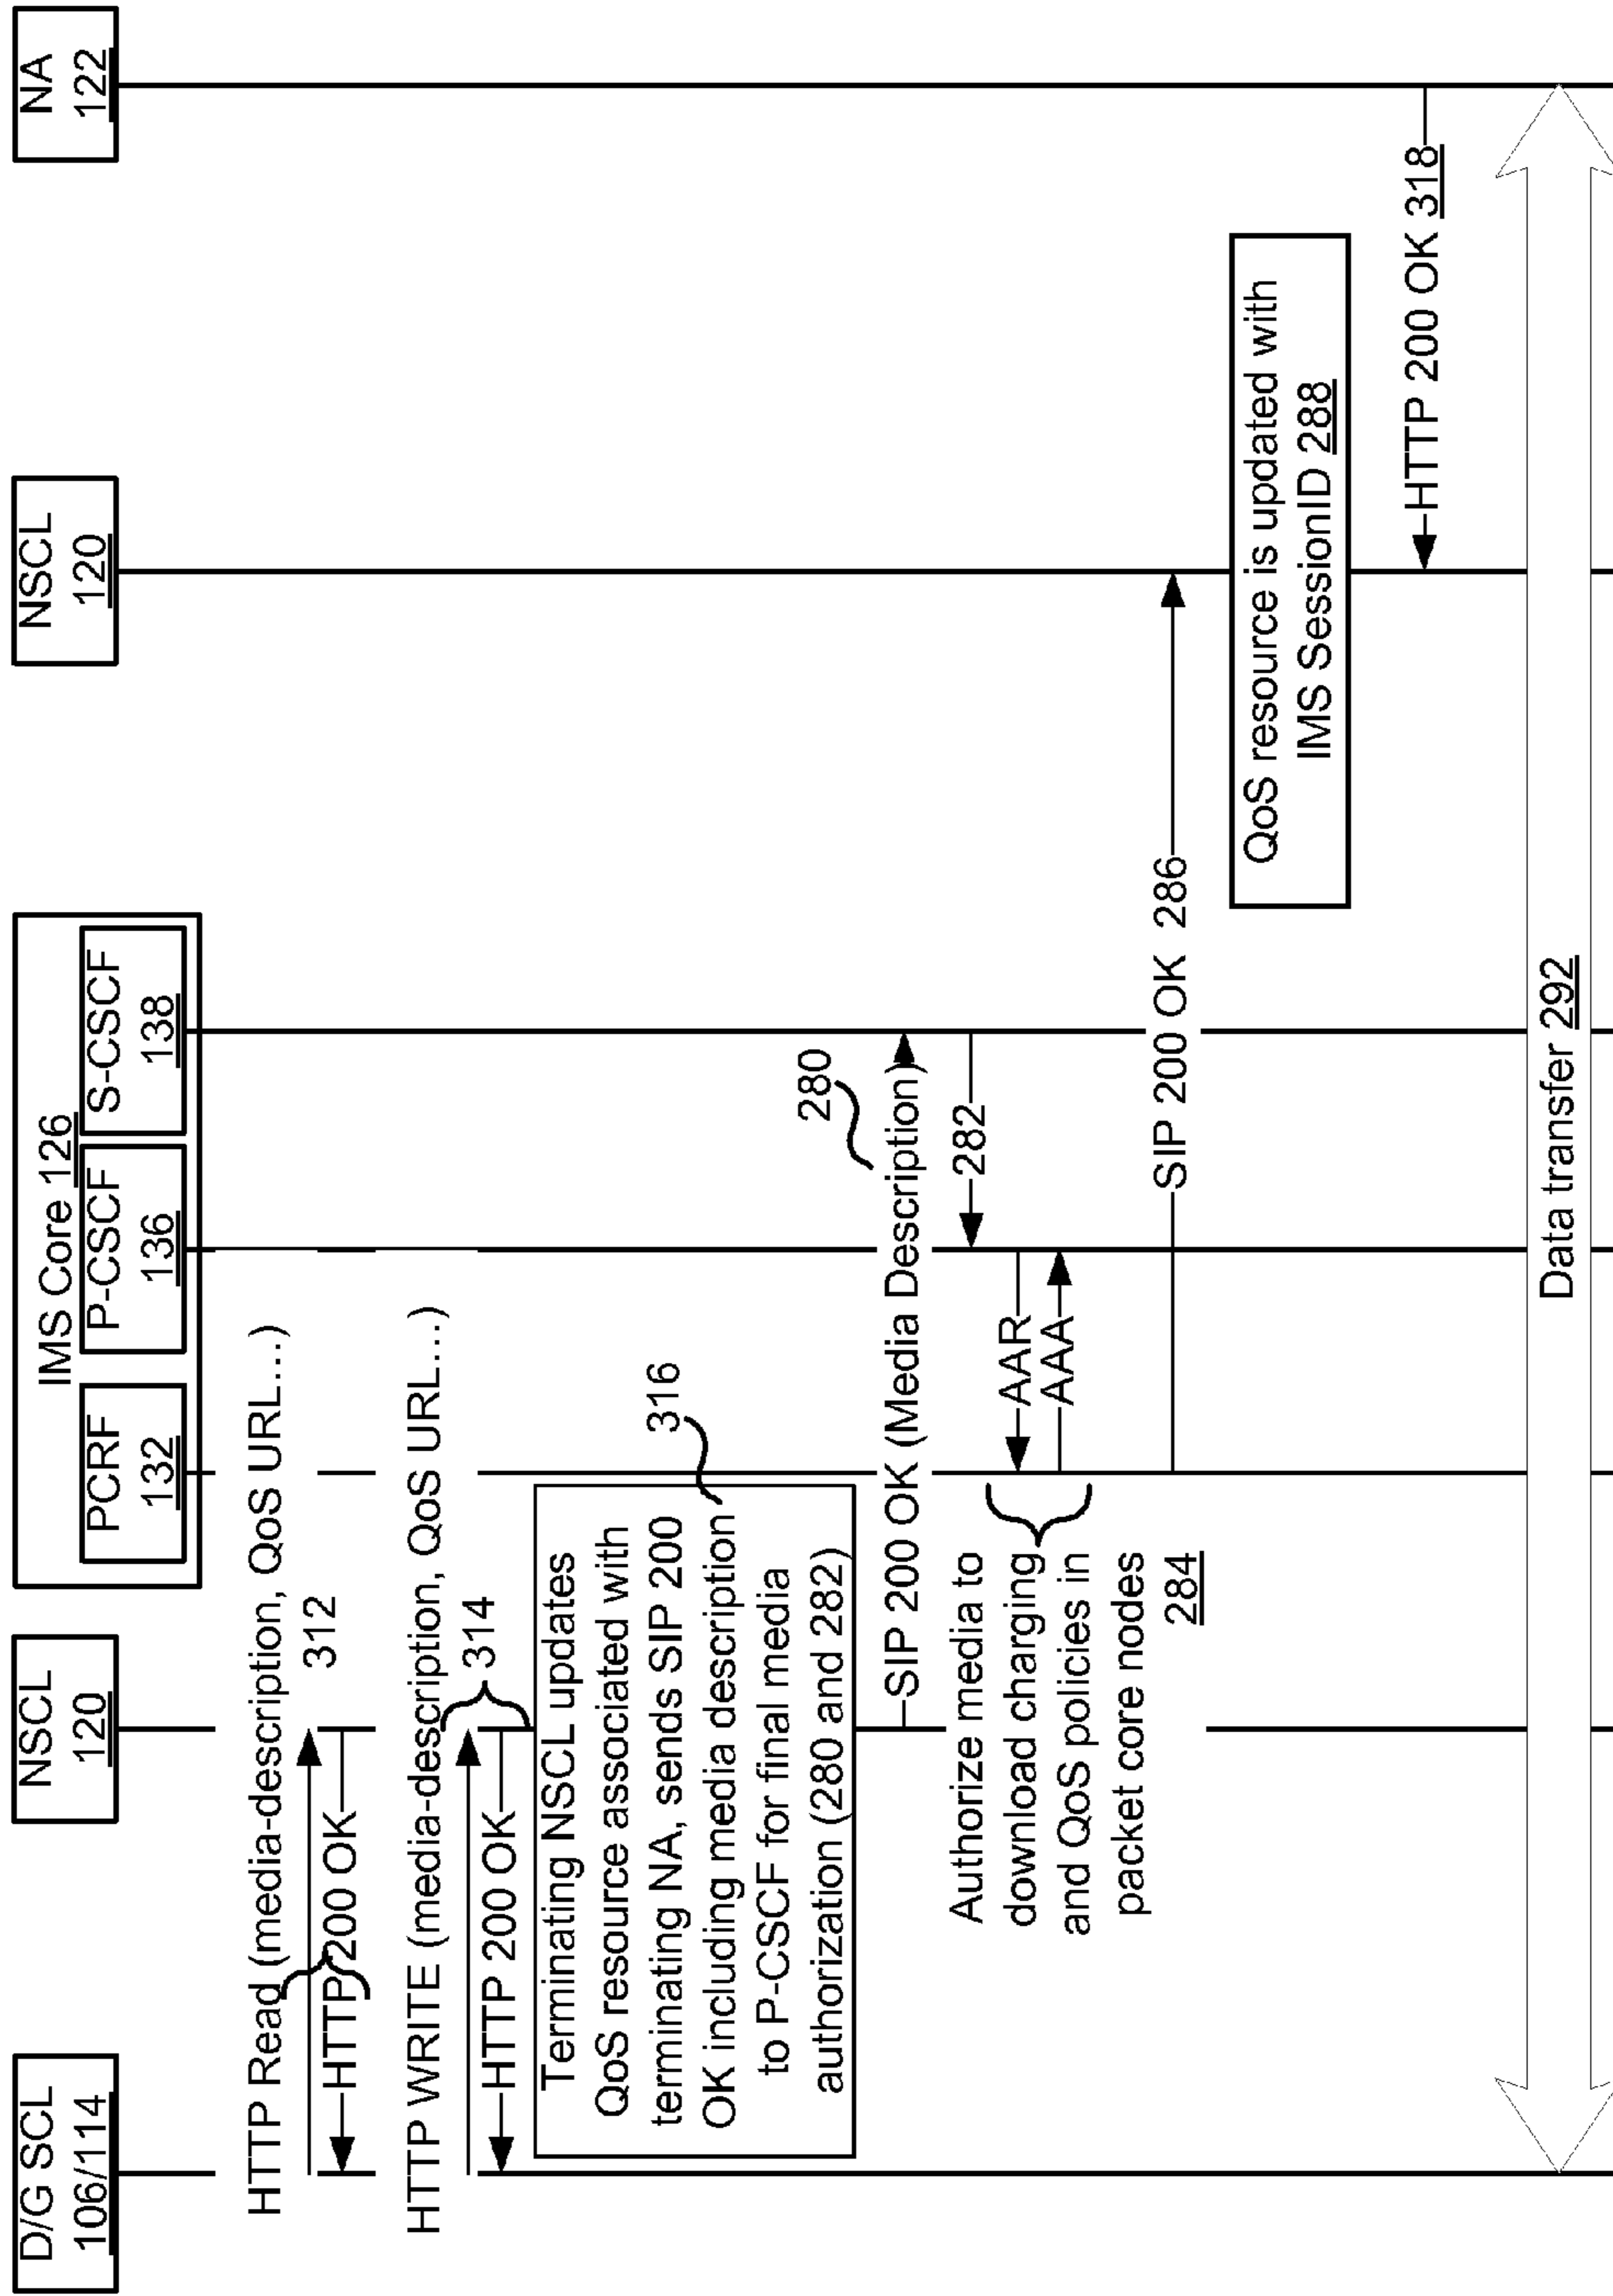 D/G SCL
106/114
NSCL
120
IMS Core 126
PCRF
132
P-CSCF
136
S-CSCF
138
NSCL
120
NA
122
HTTP Read (media-description, QoS URL...)
312
HTTP 200 OK
HTTP WRITE (media-description, QoS URL...)
314
HTTP 200 OK
Terminating NSCL updates
QoS resource associated with
terminating NA, sends SIP 200
OK including media description
to P-CSCF for final media
authorization (280 and 282)
316
280
SIP 200 OK (Media Description)
282
Authorize media to
download charging
and QoS policies in
packet core nodes
284
AAR
AAA
SIP 200 OK 286
QoS resource is updated with
IMS SessionID 288
HTTP 200 OK 318
Data transfer 292